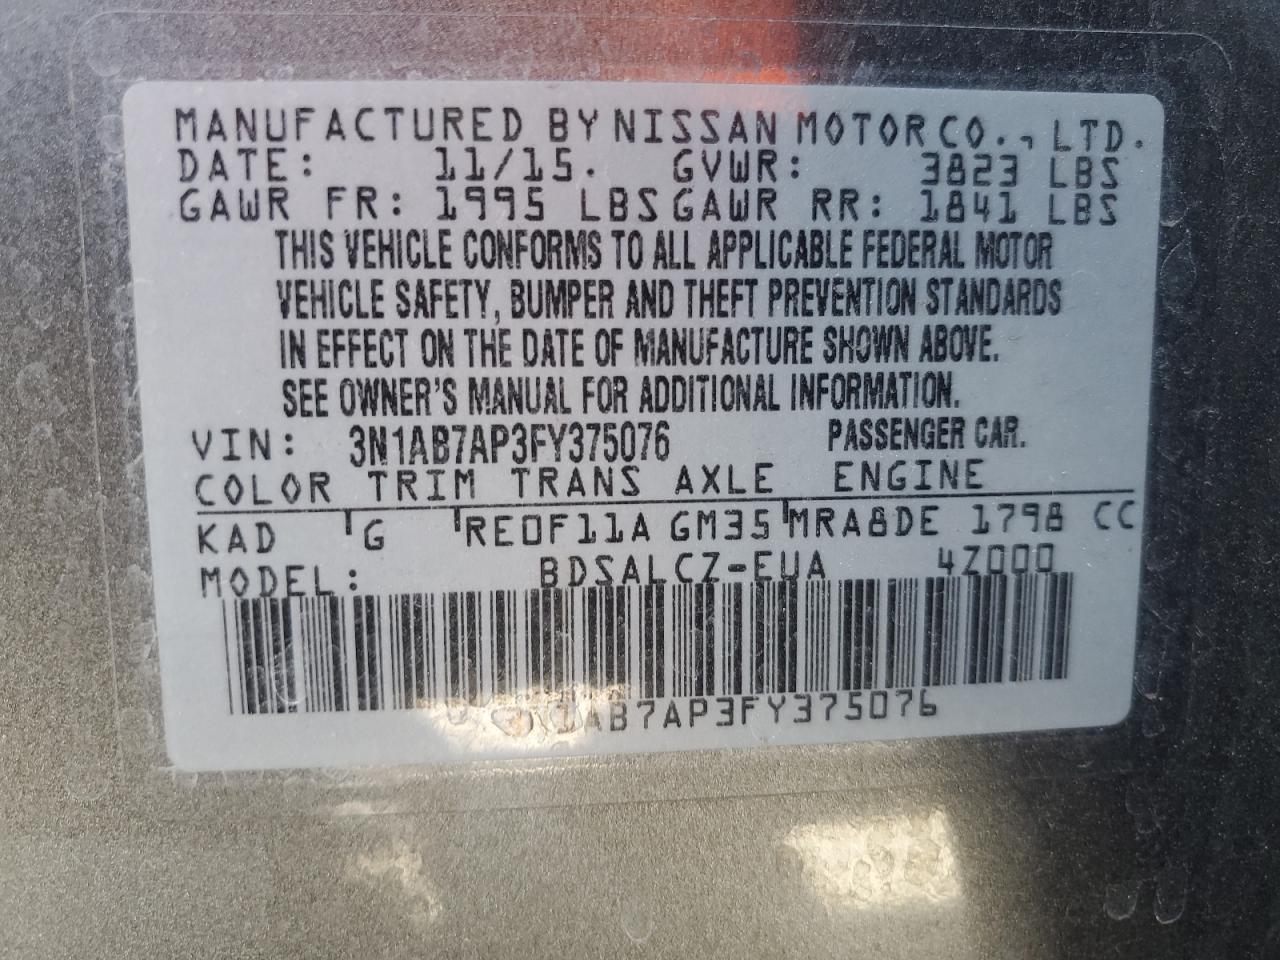 MANUFACTURED BY NISSAN MOTOR CO., LTD.
DATE: 11/15. GVWR: 3823 LBS
GAWR FR: 1995 LBS GAWR RR: 1841 LBS
THIS VEHICLE CONFORMS TO ALL APPLICABLE FEDERAL MOTOR
VEHICLE SAFETY, BUMPER AND THEFT PREVENTION STANDARDS
IN EFFECT ON THE DATE OF MANUFACTURE SHOWN ABOVE.
SEE OWNER'S MANUAL FOR ADDITIONAL INFORMATION.
VIN: 3N1AB7AP3FY375076 PASSENGER CAR.
COLOR TRIM TRANS AXLE ENGINE
KAD G RE0F11A GM35 MRA8DE 1798 CC
MODEL: BDSALCZ-EUA 4Z000
1AB7AP3FY375076